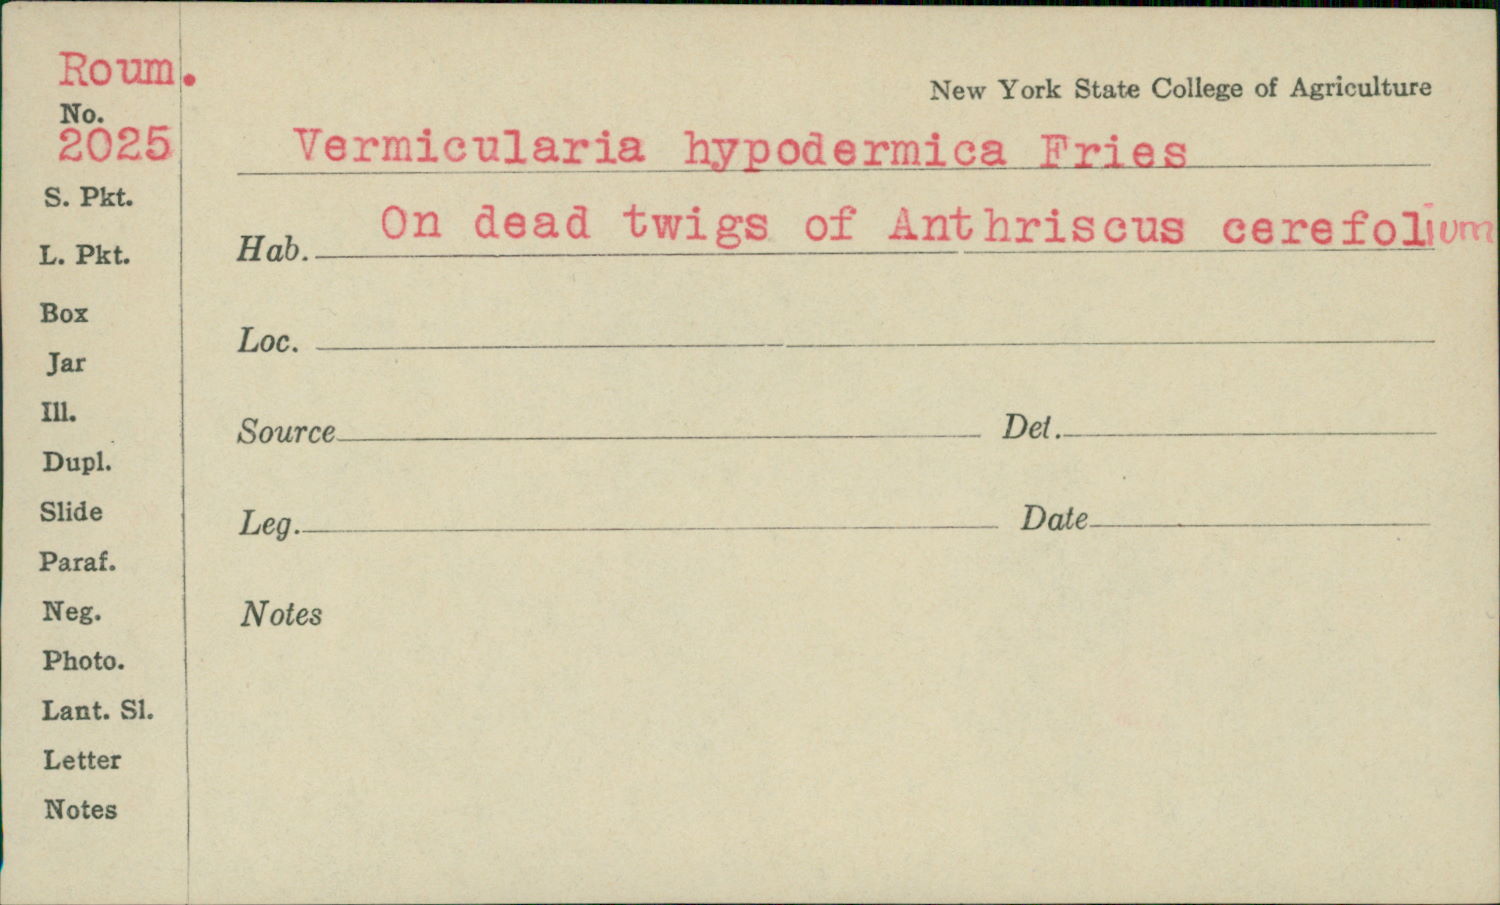 Roum.
New York State College of Agriculture
No.
2025
Vermicularia hypodermica Fries
S. Pkt.
On dead twigs of Anthriscus cerefolium
Hab.
L. Pkt.
Box
Loc.
Jar
Ill.
Source
Det.
Dupl.
Slide
Leg.
Date
Paraf.
Neg.
Notes
Photo.
Lant. Sl.
Letter
Notes